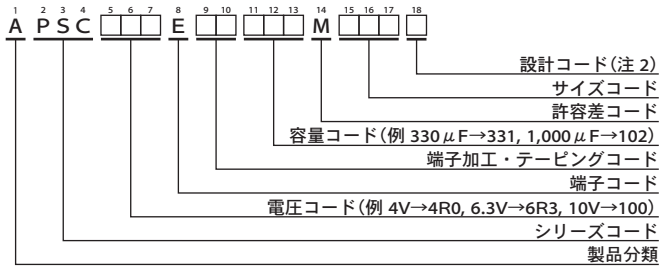 1 2 3 4 5 6 7 8 9 10 11 12 13 14 15 16 17 18
A PSC □□□ E □□ □□□ M □□□ □
設計コード(注 2)
サイズコード
許容差コード
容量コード(例 330μF→331, 1,000μF→102)
端子加工・テーピングコード
端子コード
電圧コード(例 4V→4R0, 6.3V→6R3, 10V→100)
シリーズコード
製品分類